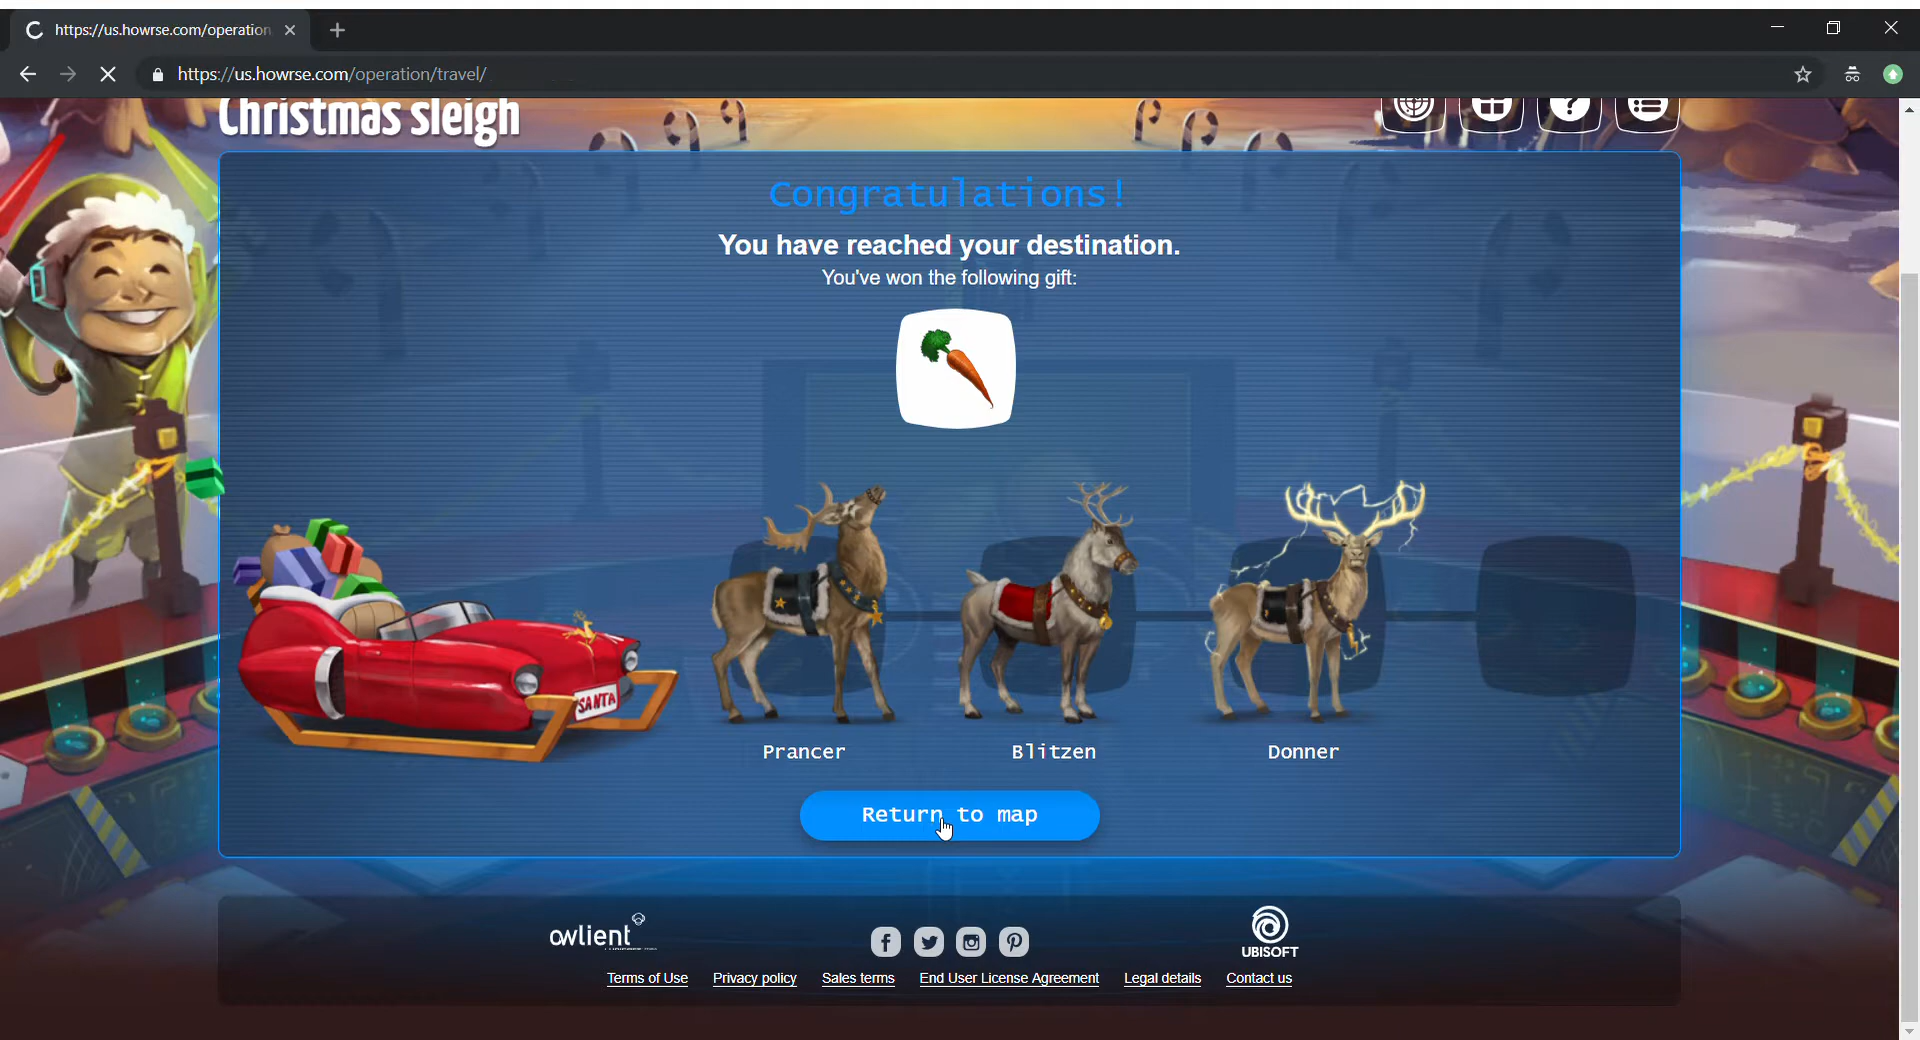 https://us.howrse.com/operation
https://us.howrse.com/operation/travel/
Christmas sleigh
?
Congratulations!
You have reached your destination.
You've won the following gift:
SANTA
Prancer
Blitzen
Donner
Return to map
owlient
UBISOFT
Terms of Use
Privacy policy
Sales terms
End User License Agreement
Legal details
Contact us